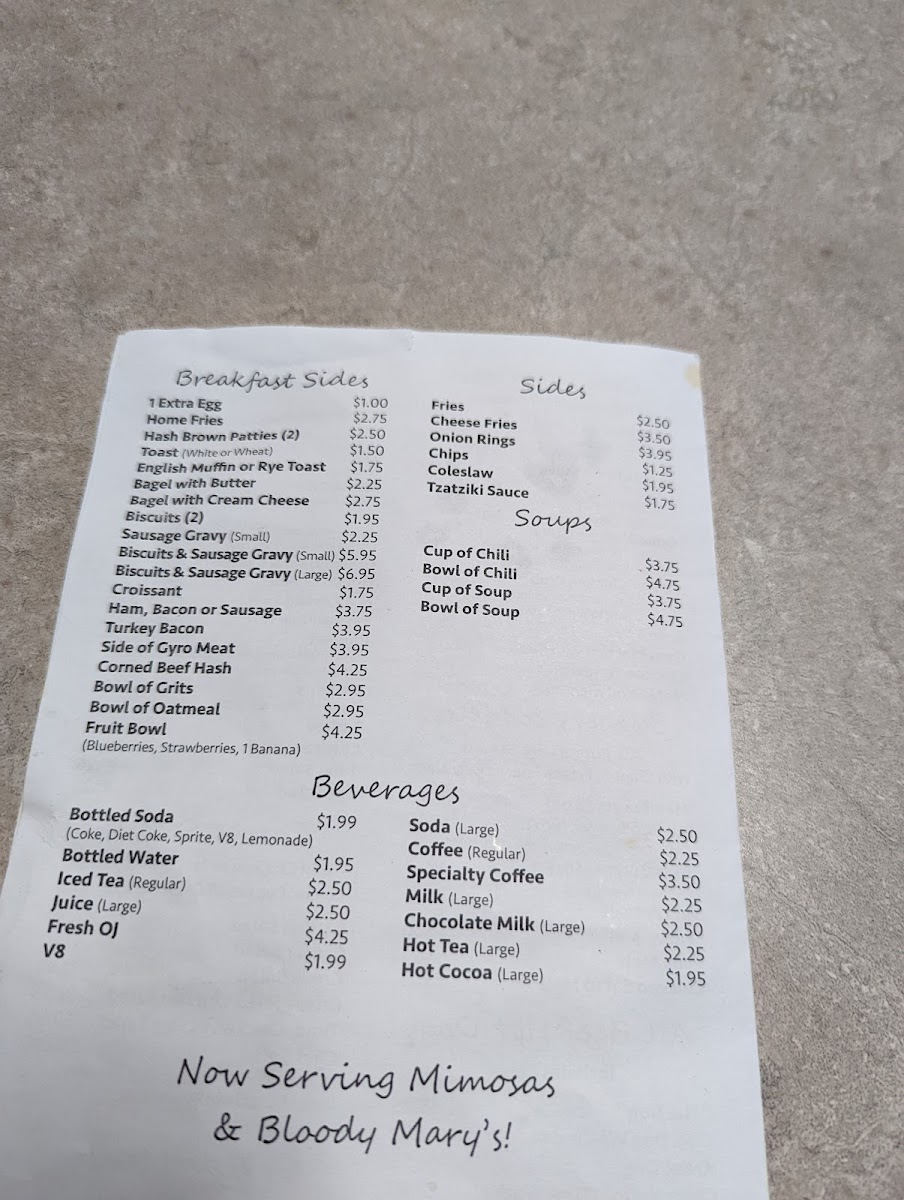 Breakfast Sides
1 Extra Egg $1.00
Home Fries $2.75
Hash Brown Patties (2) $2.50
Toast (White or Wheat) $1.50
English Muffin or Rye Toast $1.75
Bagel with Butter $2.25
Bagel with Cream Cheese $2.75
Biscuits (2) $1.95
Sausage Gravy (Small) $2.25
Biscuits & Sausage Gravy (Small) $5.95
Biscuits & Sausage Gravy (Large) $6.95
Croissant $1.75
Ham, Bacon or Sausage $3.75
Turkey Bacon $3.95
Side of Gyro Meat $3.95
Corned Beef Hash $4.25
Bowl of Grits $2.95
Bowl of Oatmeal $2.95
Fruit Bowl $4.25
(Blueberries, Strawberries, 1 Banana)
Sides
Fries $2.50
Cheese Fries $3.50
Onion Rings $3.95
Chips $1.25
Coleslaw $1.95
Tzatziki Sauce $1.75
Soups
Cup of Chili $3.75
Bowl of Chili $4.75
Cup of Soup $3.75
Bowl of Soup $4.75
Beverages
Bottled Soda $1.99
(Coke, Diet Coke, Sprite, V8, Lemonade)
Bottled Water $1.95
Iced Tea (Regular) $2.50
Juice (Large) $2.50
Fresh OJ $4.25
V8 $1.99
Soda (Large) $2.50
Coffee (Regular) $2.25
Specialty Coffee $3.50
Milk (Large) $2.25
Chocolate Milk (Large) $2.50
Hot Tea (Large) $2.25
Hot Cocoa (Large) $1.95
Now Serving Mimosas
& Bloody Mary's!